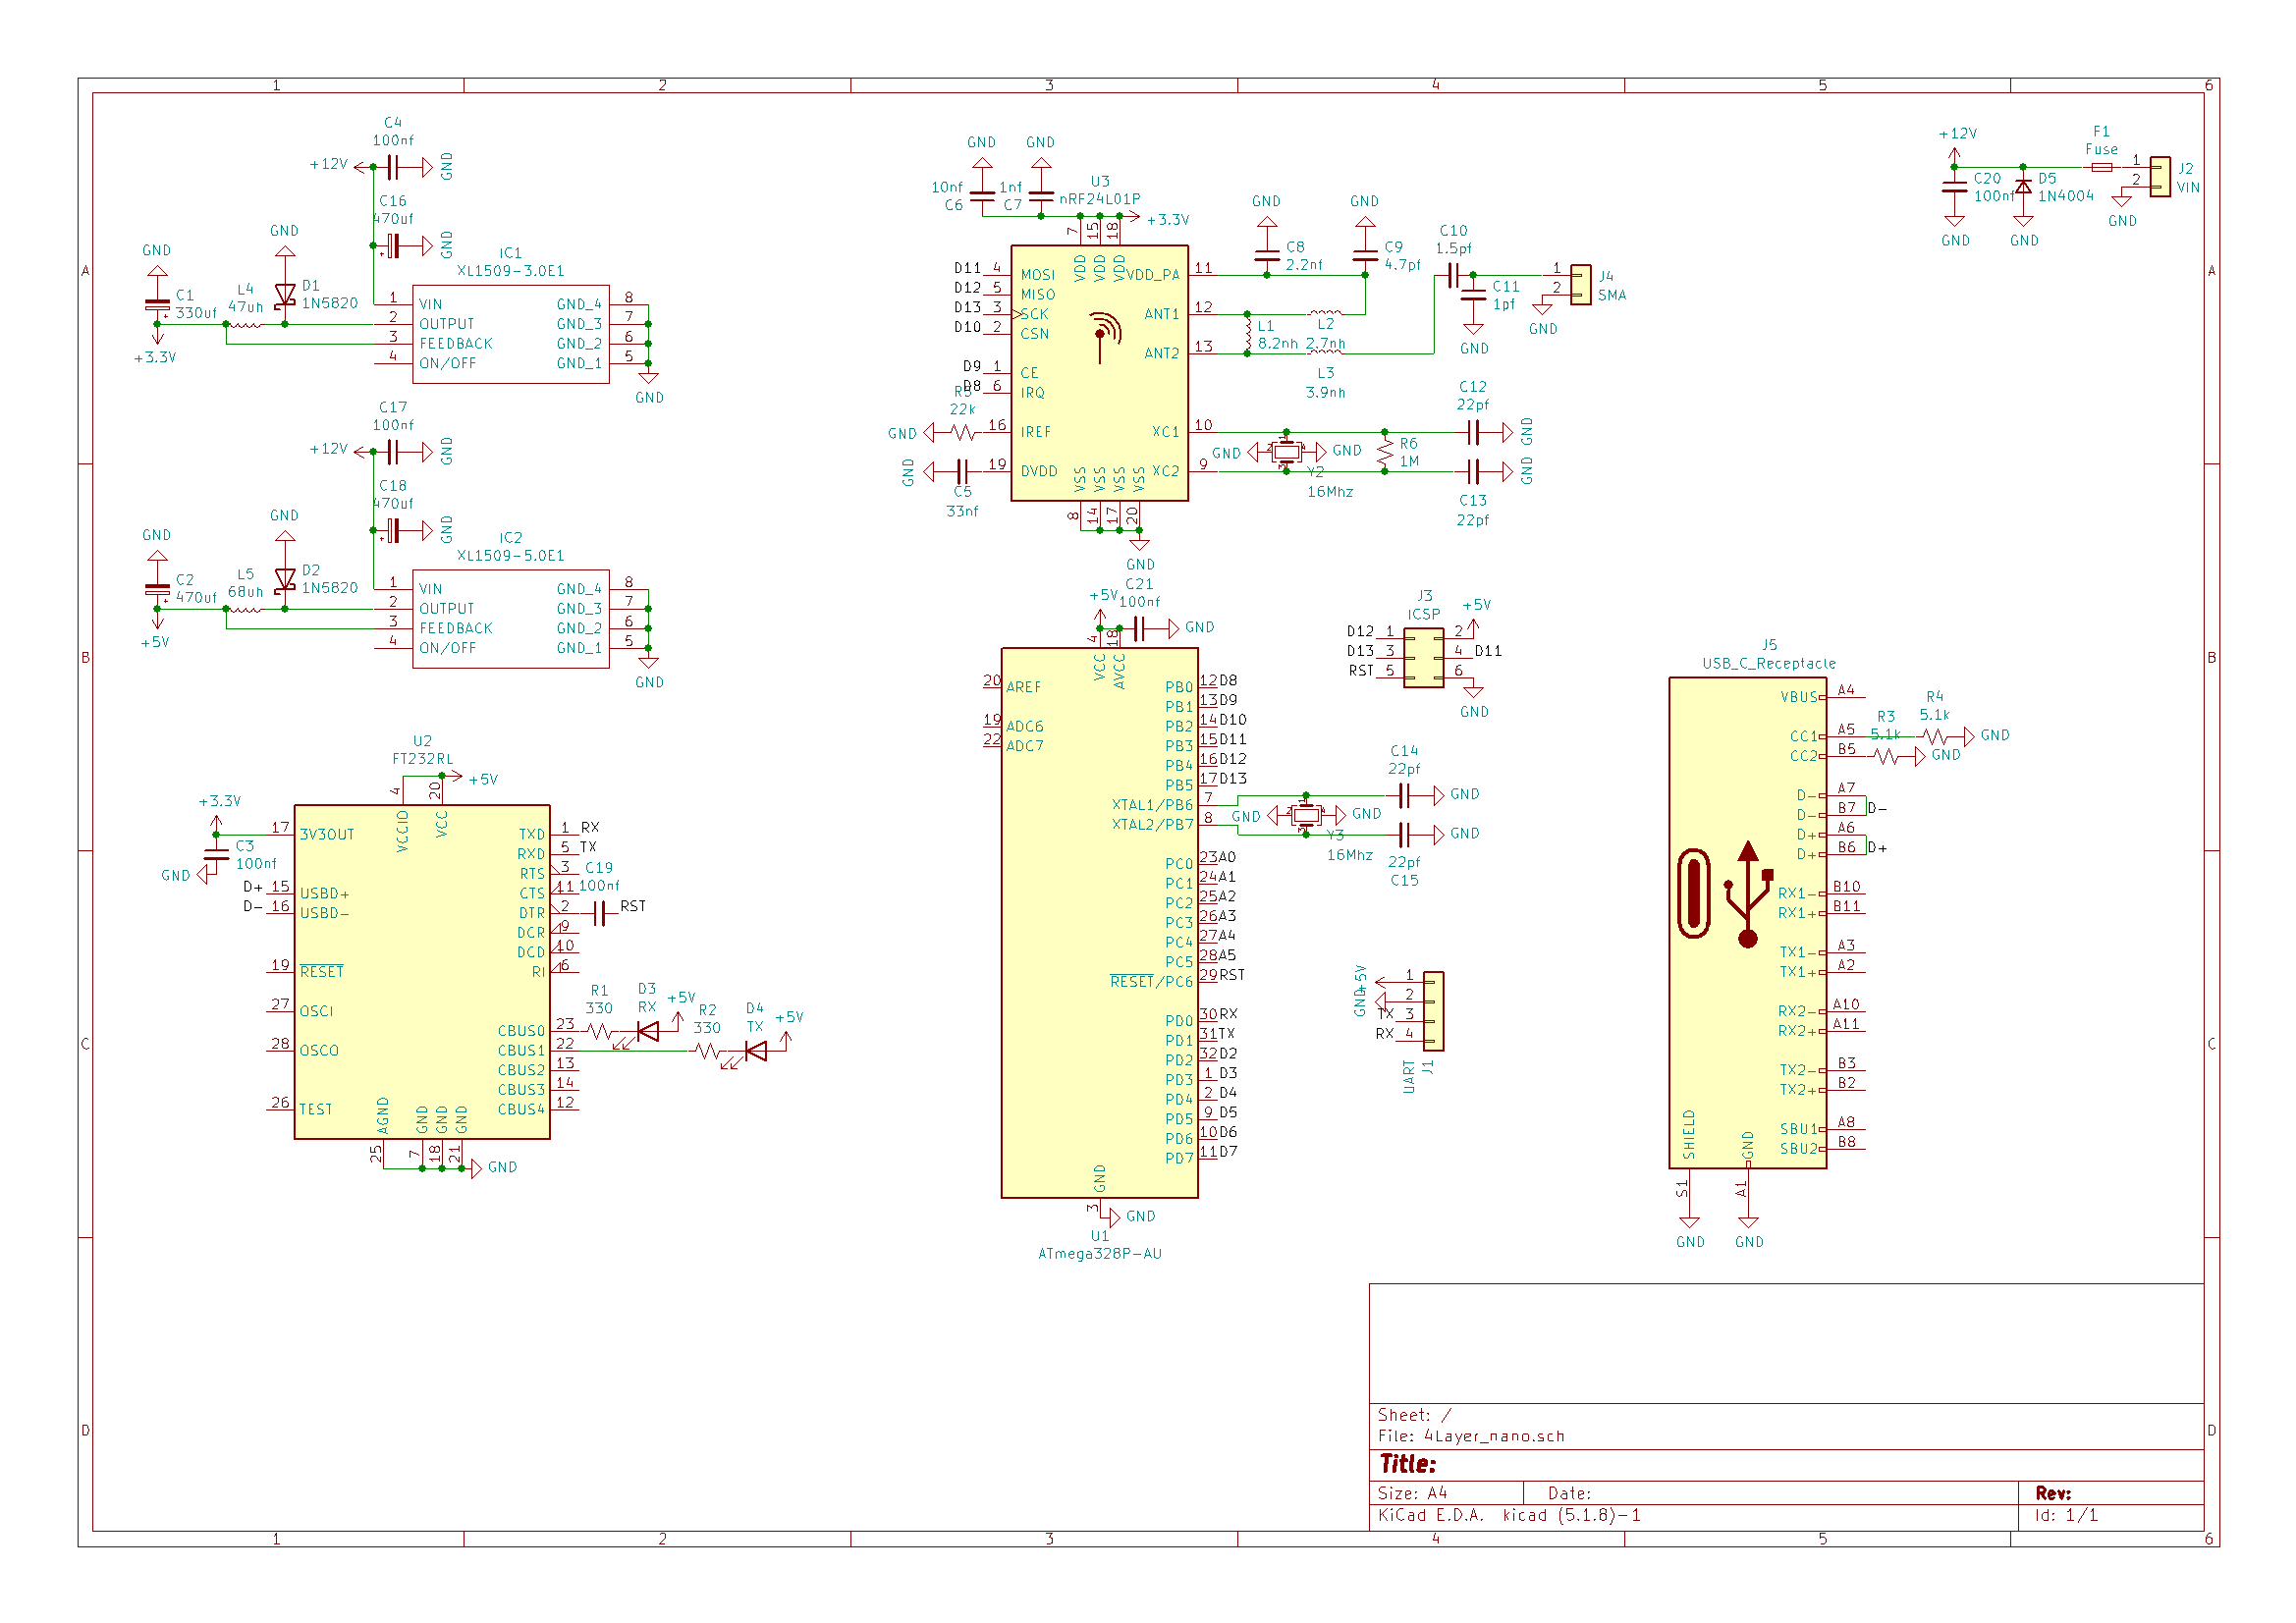 1 2 3 4 5 6
A
B
C
D
C4
100nf
+12V
GND
C16
470uf
GND
GND
GND
C1
330uf
L4
47uh
D1
1N5820
+3.3V
IC1
XL1509-3.0E1
1 VIN
2 OUTPUT
3 FEEDBACK
4 ON/OFF
GND_4 8
GND_3 7
GND_2 6
GND_1 5
GND
C17
100nf
+12V
GND
C18
470uf
GND
GND
GND
C2
470uf
L5
68uh
D2
1N5820
+5V
IC2
XL1509-5.0E1
1 VIN
2 OUTPUT
3 FEEDBACK
4 ON/OFF
GND_4 8
GND_3 7
GND_2 6
GND_1 5
GND
U2
FT232RL
+5V
4 VCCIO
20 VCC
+3.3V
C3
100nf
GND
17 3V3OUT
D+ 15 USBD+
D- 16 USBD-
19 RESET
27 OSCI
28 OSCO
26 TEST
TXD 1 RX
RXD 5 TX
RTS 3
CTS 11
DTR 2
DCR 9
DCD 10
RI 6
C19
100nf
RST
CBUS0 23
CBUS1 22
CBUS2 13
CBUS3 14
CBUS4 12
R1
330
D3
RX
+5V
R2
330
D4
TX
+5V
AGND 25
GND 7
GND 18
GND 21
GND
GND
GND
10nf
C6
1nf
C7
U3
nRF24L01P
+3.3V
7 VDD
15 VDD
18 VDD
D11 4 MOSI
D12 5 MISO
D13 3 SCK
D10 2 CSN
D9 1 CE
D8 6 IRQ
R5
22k
GND
16 IREF
19 DVDD
GND
C5
33nf
VDD_PA 11
ANT1 12
ANT2 13
XC1 10
XC2 9
VSS 8
VSS 14
VSS 17
VSS 20
GND
GND
C8
2.2nf
GND
C9
4.7pf
L1
8.2nh
L2
2.7nh
L3
3.9nh
C10
1.5pf
C11
1pf
GND
1
2
J4
SMA
GND
C12
22pf
GND
GND
1
2
3
4
GND
Y2
16Mhz
R6
1M
C13
22pf
GND
C21
100nf
+5V
GND
4 VCC
18 AVCC
20 AREF
19 ADC6
22 ADC7
PB0 12 D8
PB1 13 D9
PB2 14 D10
PB3 15 D11
PB4 16 D12
PB5 17 D13
XTAL1/PB6 7
XTAL2/PB7 8
PC0 23 A0
PC1 24 A1
PC2 25 A2
PC3 26 A3
PC4 27 A4
PC5 28 A5
RESET/PC6 29 RST
PD0 30 RX
PD1 31 TX
PD2 32 D2
PD3 1 D3
PD4 2 D4
PD5 9 D5
PD6 10 D6
PD7 11 D7
GND 3
GND
U1
ATmega328P-AU
GND
1
2
3
4
GND
Y3
16Mhz
C14
22pf
GND
GND
22pf
C15
J3
ICSP
+5V
D12 1
D13 3
RST 5
2
4 D11
6
GND
+5V 1
GND 2
TX 3
RX 4
UART
J1
+12V
C20
100nf
GND
D5
1N4004
GND
F1
Fuse
1
2
J2
VIN
GND
J5
USB_C_Receptacle
VBUS A4
CC1 A5
CC2 B5
D- A7
D- B7
D+ A6
D+ B6
RX1- B10
RX1+ B11
TX1- A3
TX1+ A2
RX2- A10
RX2+ A11
TX2- B3
TX2+ B2
SBU1 A8
SBU2 B8
R4
5.1k
GND
R3
5.1k
GND
D-
D+
SHIELD S1
GND A1
GND
GND
Sheet: /
File: 4Layer_nano.sch
Title:
Size: A4
Date:
Rev:
KiCad E.D.A. kicad (5.1.8)-1
Id: 1/1
A
B
C
D
1 2 3 4 5 6